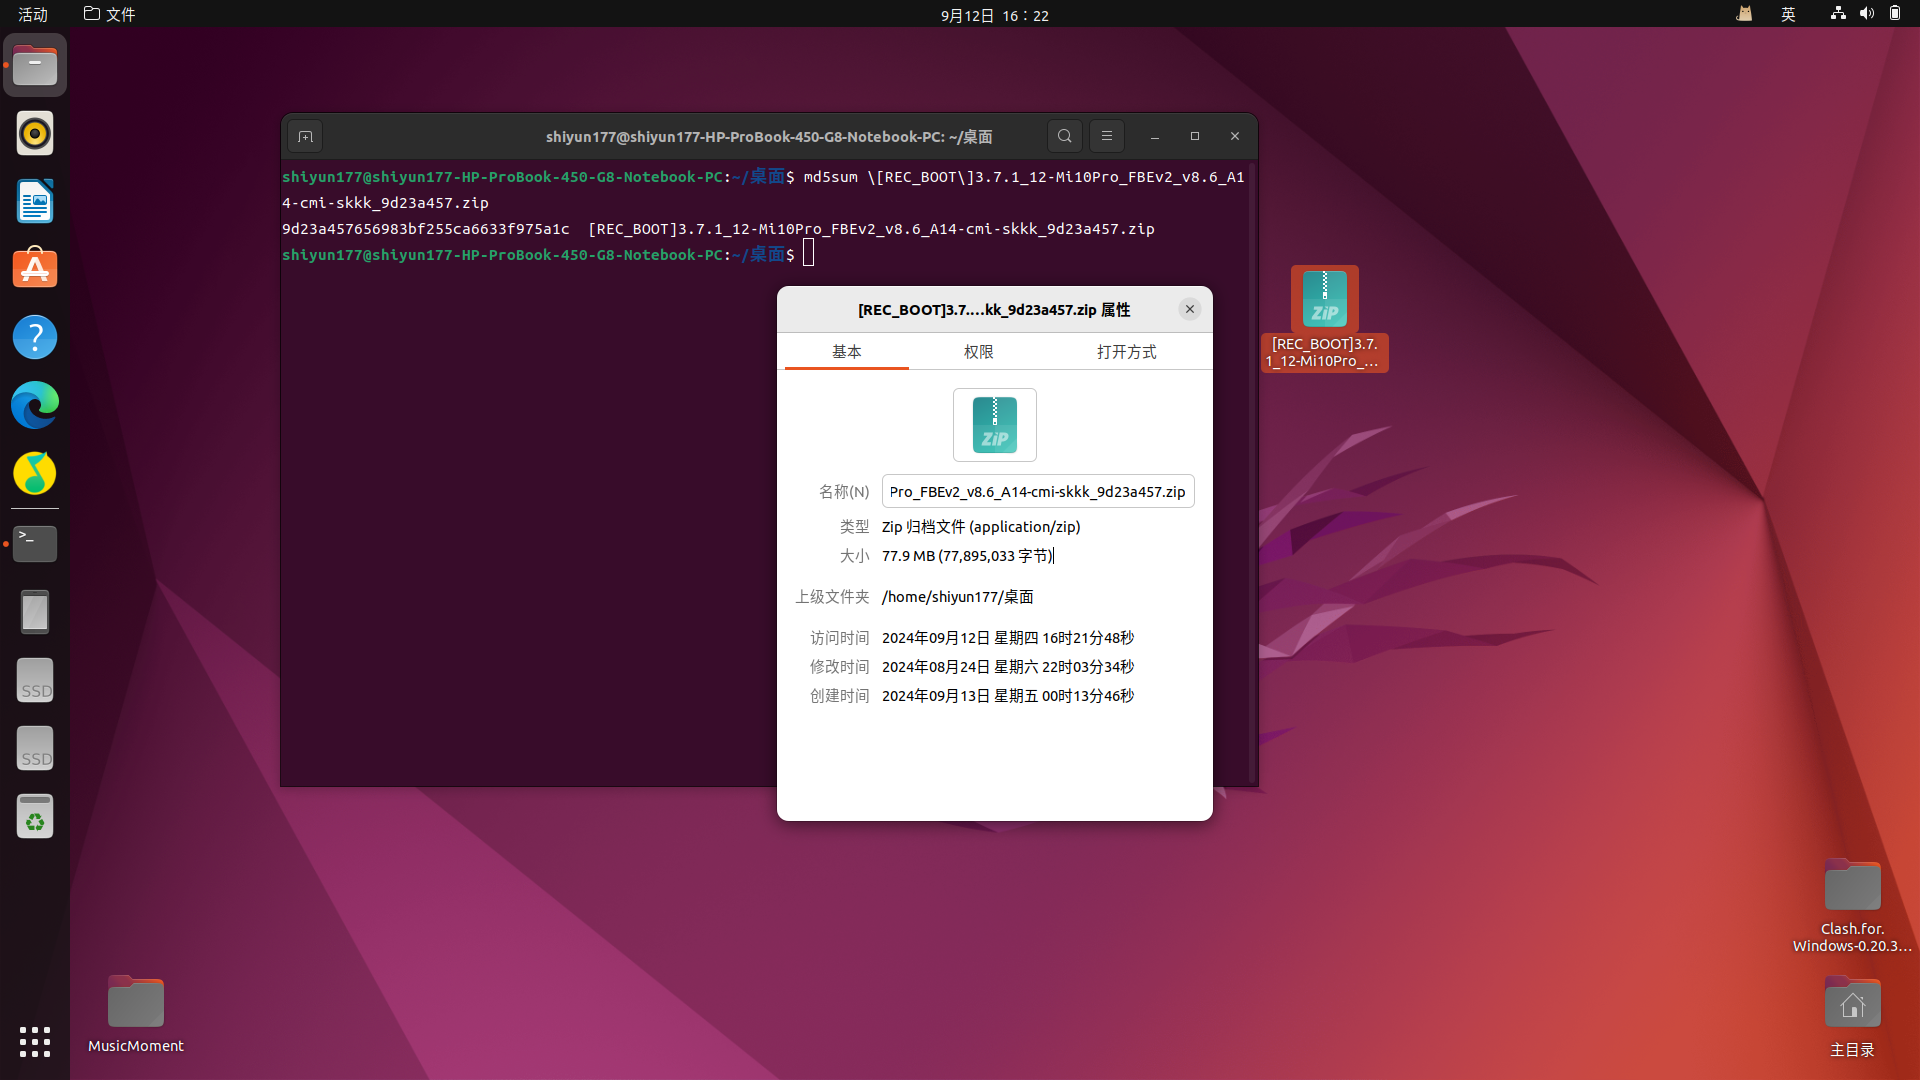 活动 文件 9月12日 16：22 英
shiyun177@shiyun177-HP-ProBook-450-G8-Notebook-PC: ~/桌面
shiyun177@shiyun177-HP-ProBook-450-G8-Notebook-PC:~/桌面$ md5sum \[REC_BOOT\]3.7.1_12-Mi10Pro_FBEv2_v8.6_A1
4-cmi-skkk_9d23a457.zip
9d23a457656983bf255ca6633f975a1c  [REC_BOOT]3.7.1_12-Mi10Pro_FBEv2_v8.6_A14-cmi-skkk_9d23a457.zip
shiyun177@shiyun177-HP-ProBook-450-G8-Notebook-PC:~/桌面$
[REC_BOOT]3.7.…kk_9d23a457.zip 属性
基本 权限 打开方式
ZiP
名称(N) Pro_FBEv2_v8.6_A14-cmi-skkk_9d23a457.zip
类型 Zip 归档文件 (application/zip)
大小 77.9 MB (77,895,033 字节)
上级文件夹 /home/shiyun177/桌面
访问时间 2024年09月12日 星期四 16时21分48秒
修改时间 2024年08月24日 星期六 22时03分34秒
创建时间 2024年09月13日 星期五 00时13分46秒
ZiP
[REC_BOOT]3.7.
1_12-Mi10Pro_…
>_
SSD
SSD
MusicMoment
Clash.for.
Windows-0.20.3…
主目录